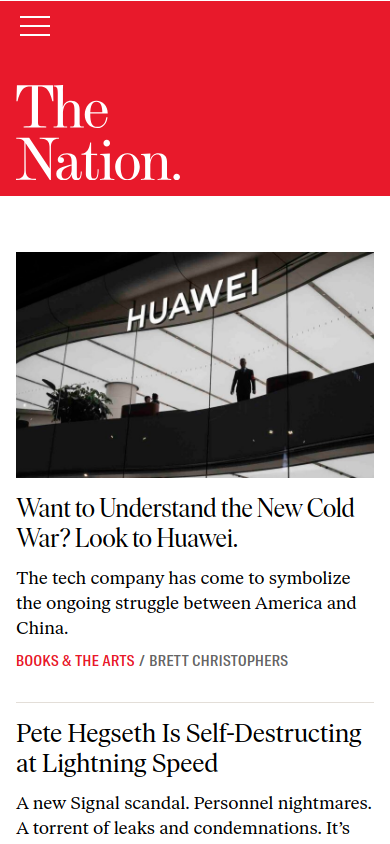 The
Nation.
HUAWEI
Want to Understand the New Cold
War? Look to Huawei.
The tech company has come to symbolize
the ongoing struggle between America and
China.
BOOKS & THE ARTS / BRETT CHRISTOPHERS
Pete Hegseth Is Self-Destructing
at Lightning Speed
A new Signal scandal. Personnel nightmares.
A torrent of leaks and condemnations. It’s